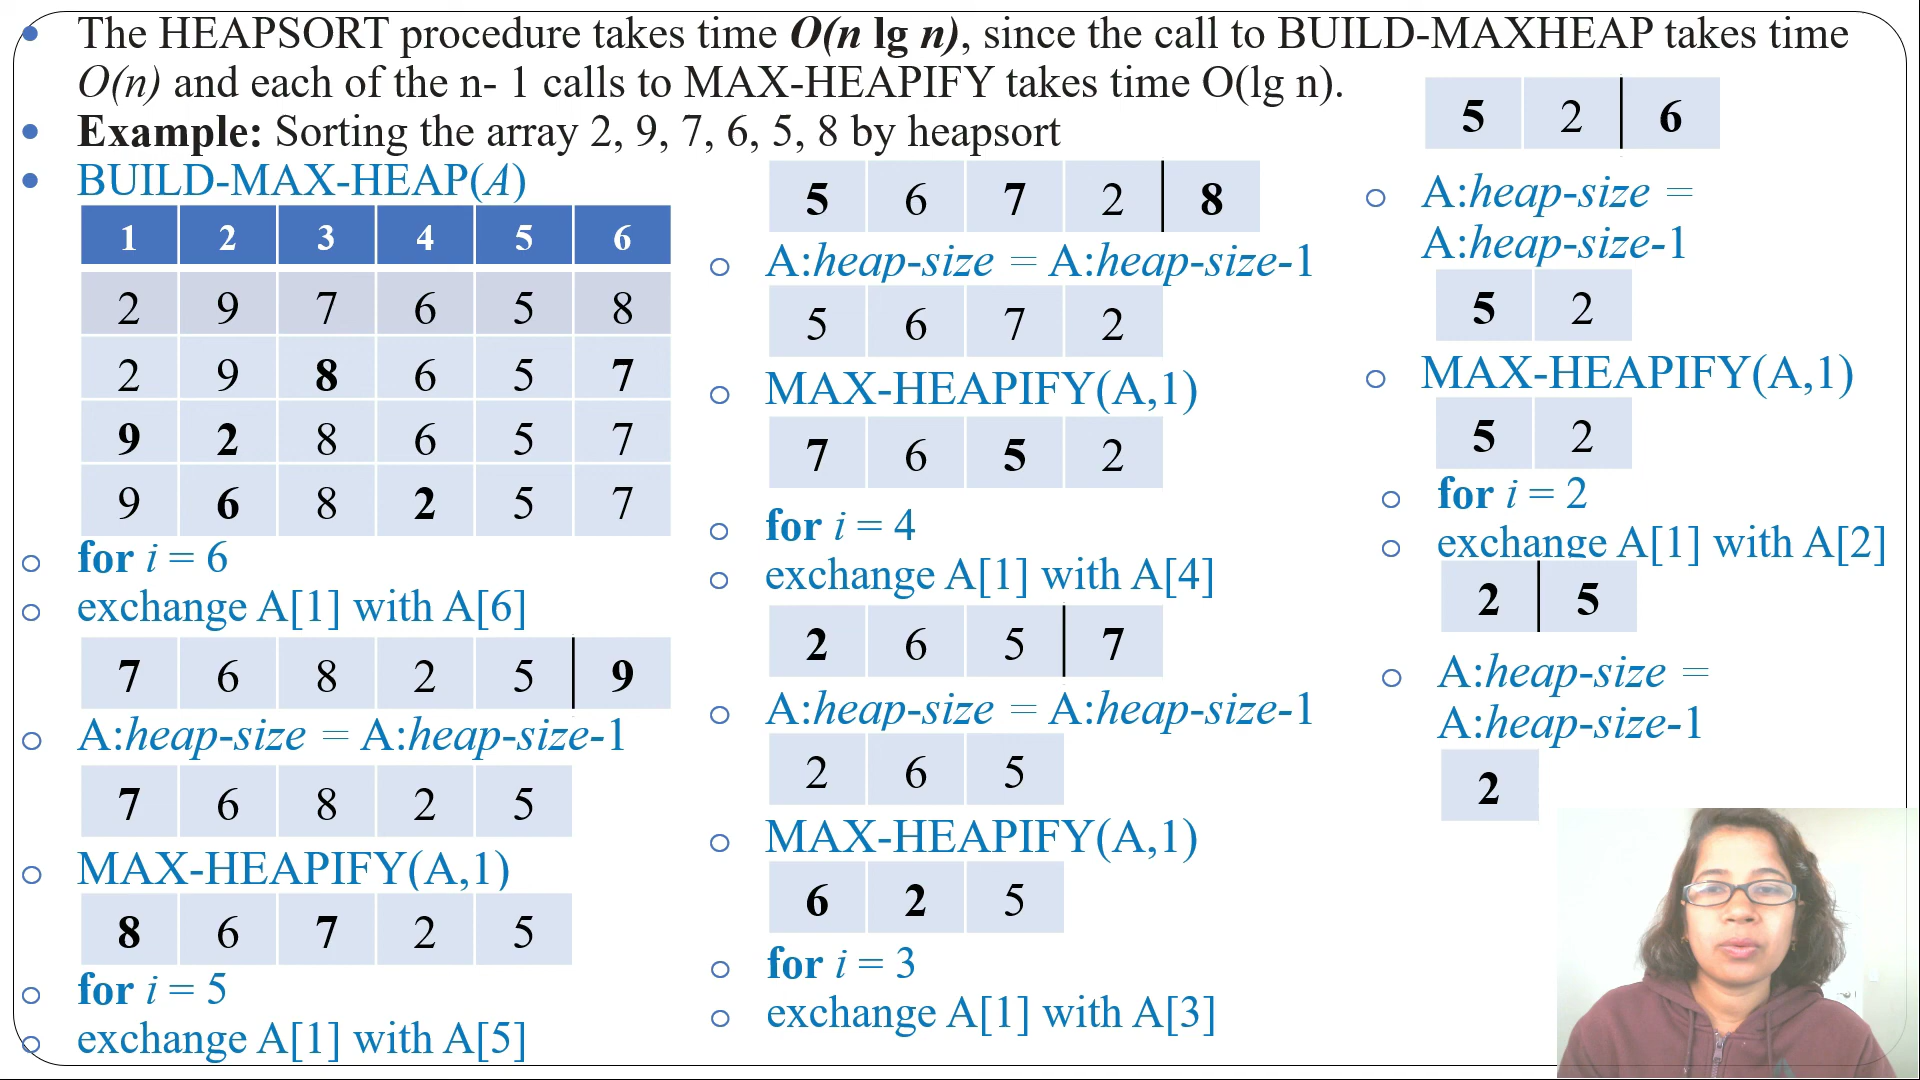 The HEAPSORT procedure takes time O(n lg n), since the call to BUILD-MAXHEAP takes time
O(n) and each of the n- 1 calls to MAX-HEAPIFY takes time O(lg n).
Example: Sorting the array 2, 9, 7, 6, 5, 8 by heapsort
BUILD-MAX-HEAP(A)
1 2 3 4 5 6
2 9 7 6 5 8
2 9 8 6 5 7
9 2 8 6 5 7
9 6 8 2 5 7
for i = 6
exchange A[1] with A[6]
7 6 8 2 5 9
A:heap-size = A:heap-size-1
7 6 8 2 5
MAX-HEAPIFY(A,1)
8 6 7 2 5
for i = 5
exchange A[1] with A[5]
5 6 7 2 8
A:heap-size = A:heap-size-1
5 6 7 2
MAX-HEAPIFY(A,1)
7 6 5 2
for i = 4
exchange A[1] with A[4]
2 6 5 7
A:heap-size = A:heap-size-1
2 6 5
MAX-HEAPIFY(A,1)
6 2 5
for i = 3
exchange A[1] with A[3]
5 2 6
A:heap-size =
A:heap-size-1
5 2
MAX-HEAPIFY(A,1)
5 2
for i = 2
exchange A[1] with A[2]
2 5
A:heap-size =
A:heap-size-1
2